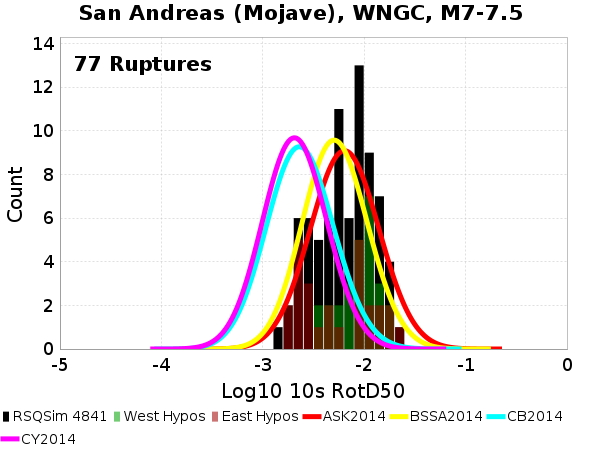 San Andreas (Mojave), WNGC, M7-7.5
14
77 Ruptures
12
10
8
6
4
2
0
Count
-5 -4 -3 -2 -1 0
Log10 10s RotD50
RSQSim 4841 West Hypos East Hypos ASK2014 BSSA2014 CB2014
CY2014